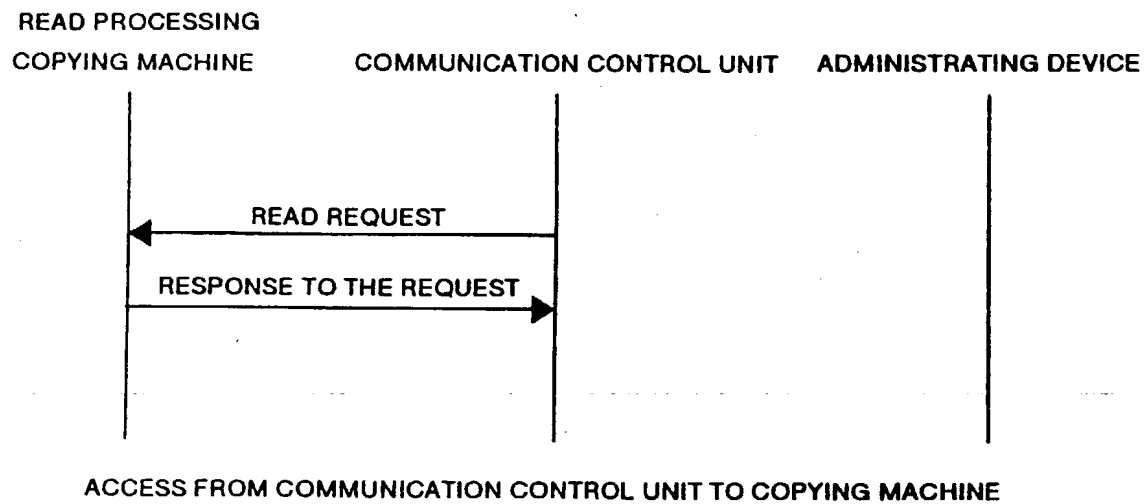 READ PROCESSING
COPYING MACHINE
COMMUNICATION CONTROL UNIT
ADMINISTRATING DEVICE
READ REQUEST
RESPONSE TO THE REQUEST
ACCESS FROM COMMUNICATION CONTROL UNIT TO COPYING MACHINE